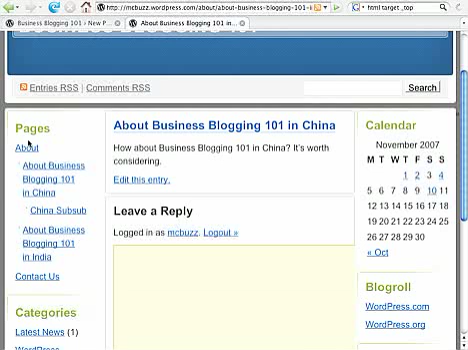 http://mcbuzz.wordpress.com/about/about-business-blogging-101-i
html target _top
Business Blogging 101 › New P...
About Business Blogging 101 in...
Entries RSS | Comments RSS
Search
Pages
About
About Business
Blogging 101
in China
China Subsub
About Business
Blogging 101
in India
Contact Us
Categories
Latest News (1)
WordPress
About Business Blogging 101 in China
How about Business Blogging 101 in China? It's worth
considering.
Edit this entry.
Leave a Reply
Logged in as mcbuzz. Logout »
Calendar
November 2007
M T W T F S S
1 2 3 4
5 6 7 8 9 10 11
12 13 14 15 16 17 18
19 20 21 22 23 24 25
26 27 28 29 30
« Oct
Blogroll
WordPress.com
WordPress.org